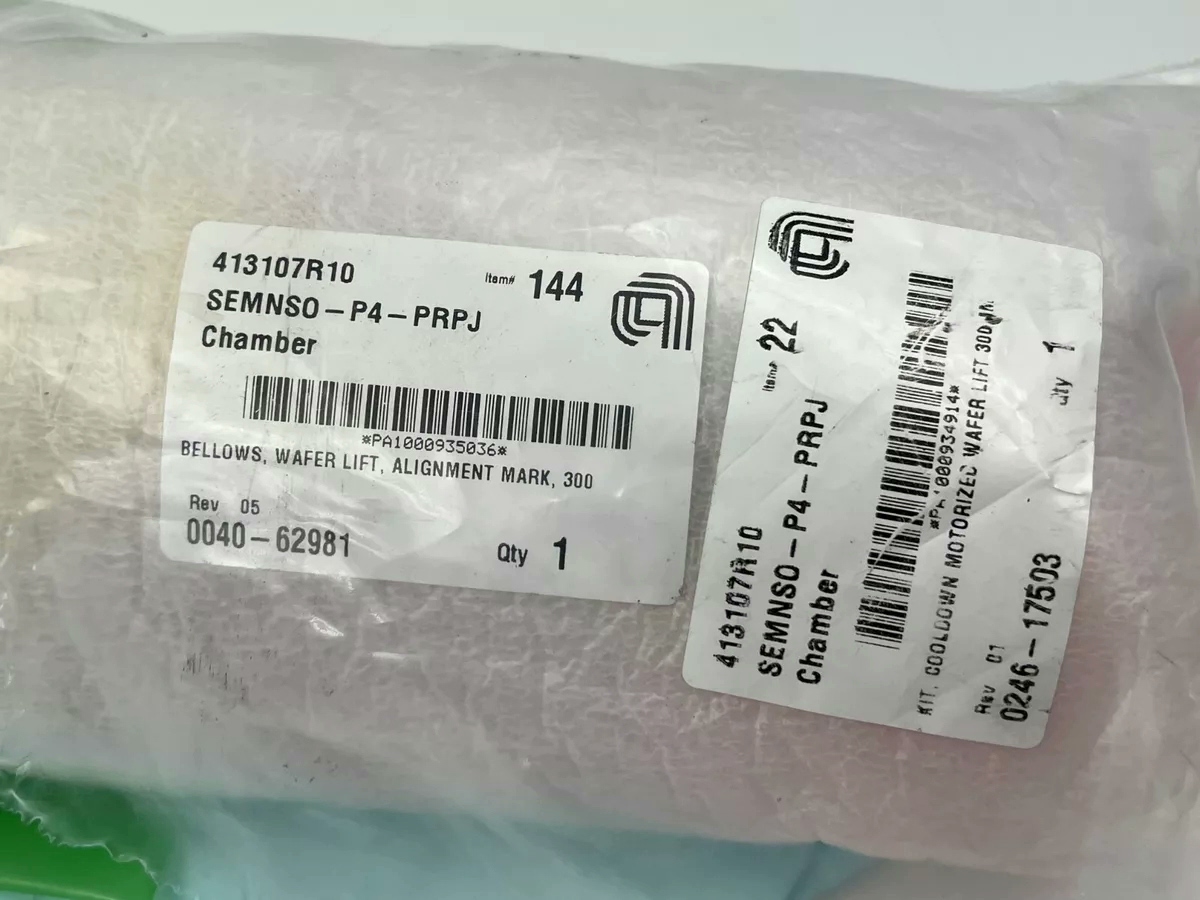 413107R10
Item# 144
SEMNSO-P4-PRPJ
Chamber
*PA1000935036*
BELLOWS, WAFER LIFT, ALIGNMENT MARK, 300
Rev 05
0040-62981
Qty 1
413107R10
Item# 22
SEMNSO-P4-PRPJ
Chamber
*PA1000934914*
KIT, COOLDOWN MOTORIZED WAFER LIFT
Rev 01
0246-17503
Qty 1